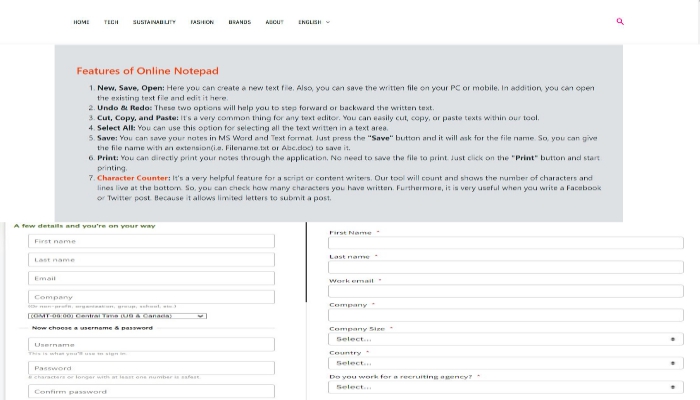 HOME TECH SUSTAINABILITY FASHION BRANDS ABOUT ENGLISH
Features of Online Notepad
1. New, Save, Open: Here you can create a new text file. Also, you can save the written file on your PC or mobile. In addition, you can open
the existing text file and edit it here.
2. Undo & Redo: These two options will help you to step forward or backward the written text.
3. Cut, Copy, and Paste: It's a very common thing for any text editor. You can easily cut, copy, or paste texts within our tool.
4. Select All: You can use this option for selecting all the text written in a text area.
5. Save: You can save your notes in MS Word and Text format. Just press the "Save" button and it will ask for the file name. So, you can give
the file name with an extension(i.e. Filename.txt or Abc.doc) to save it.
6. Print: You can directly print your notes through the application. No need to save the file to print. Just click on the "Print" button and start
printing.
7. Character Counter: It's a very helpful feature for a script or content writers. Our tool will count and shows the number of characters and
lines live at the bottom. So, you can check how many characters you have written. Furthermore, it is very useful when you write a Facebook
or Twitter post. Because it allows limited letters to submit a post.
A few details and you're on your way
First name
Last name
Email
Company
(Or non-profit, organization, group, school, etc.)
(GMT-06:00) Central Time (US & Canada)
Now choose a username & password
Username
This is what you'll use to sign in.
Password
6 characters or longer with at least one number is safest.
Confirm password
First Name *
Last name *
Work email *
Company *
Company Size *
Select...
Country *
Select...
Do you work for a recruiting agency? *
Select...